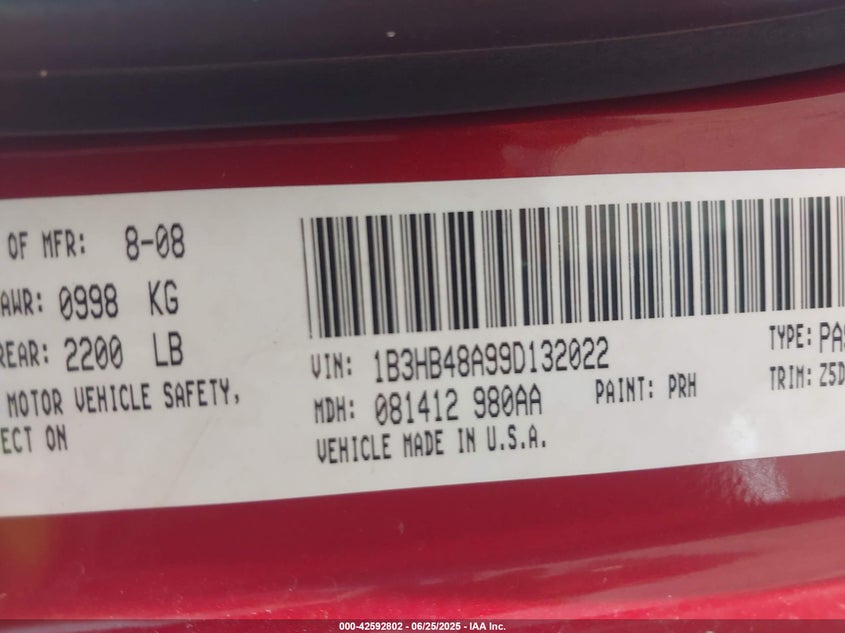 OF MFR: 8-08
AWR: 0998 KG
REAR: 2200 LB
MOTOR VEHICLE SAFETY,
ECT ON
VIN: 1B3HB48A99D132022
TYPE: PAS
MDH: 081412 980AA
PAINT: PRH
TRIM: Z5D
VEHICLE MADE IN U.S.A.
000-42592802 - 06/25/2025 - IAA Inc.